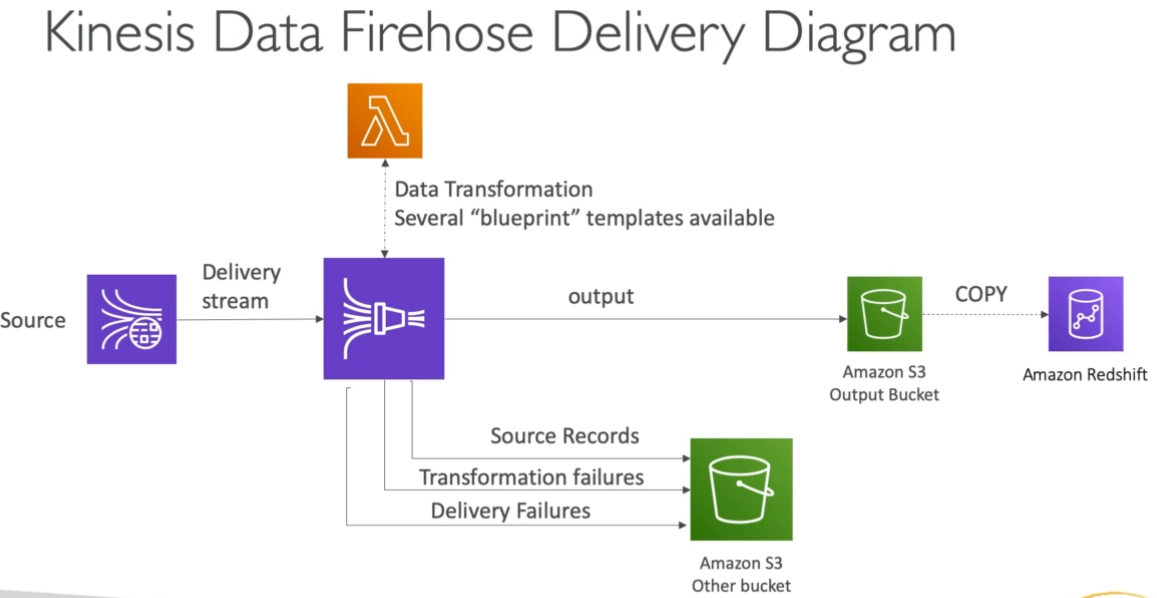 Kinesis Data Firehose Delivery Diagram
Data Transformation
Several “blueprint” templates available
Source
Delivery
stream
output
COPY
Amazon S3
Output Bucket
Amazon Redshift
Source Records
Transformation failures
Delivery Failures
Amazon S3
Other bucket